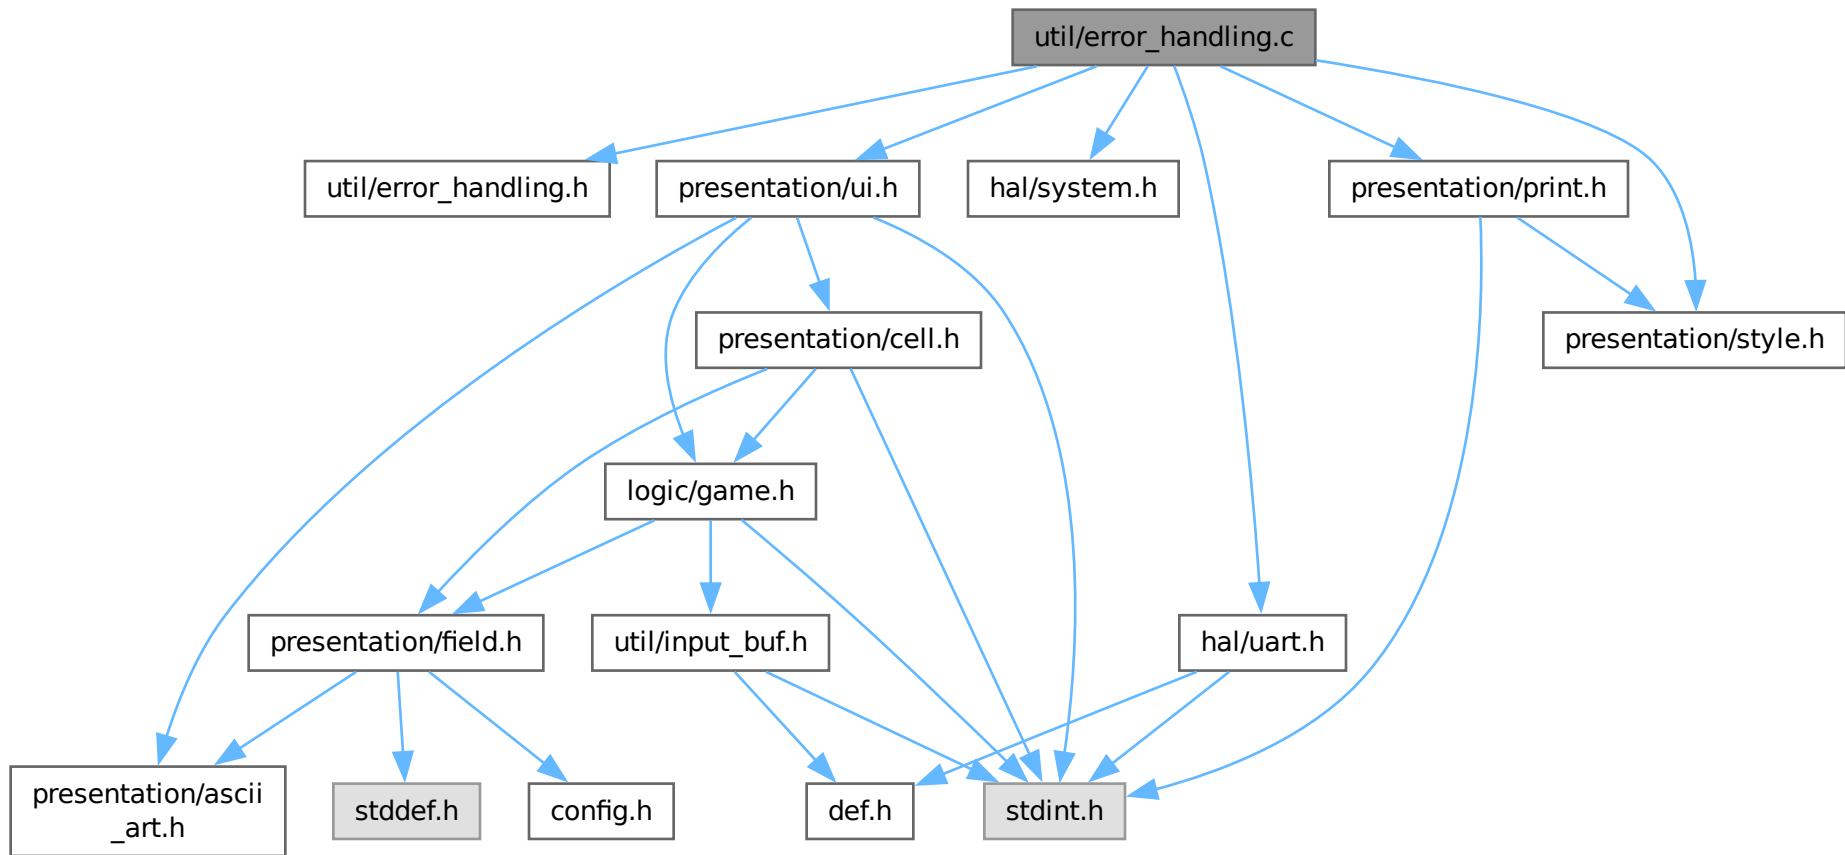 util/error_handling.c
util/error_handling.h
presentation/ui.h
hal/system.h
presentation/print.h
presentation/cell.h
presentation/style.h
logic/game.h
presentation/field.h
util/input_buf.h
hal/uart.h
presentation/ascii
_art.h
stddef.h
config.h
def.h
stdint.h